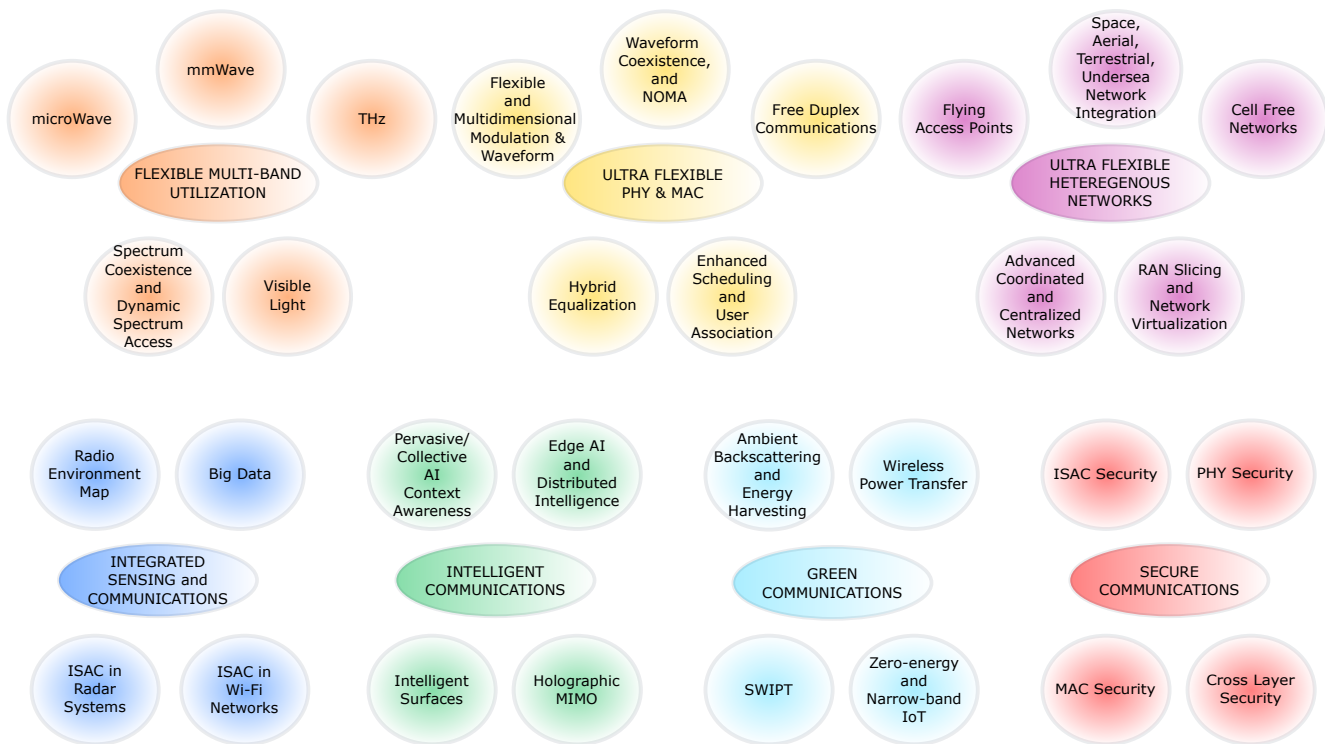 mmWave
microWave
THz
FLEXIBLE MULTI-BAND
UTILIZATION
Spectrum
Coexistence
and
Dynamic
Spectrum
Access
Visible
Light
Waveform
Coexistence,
and
NOMA
Flexible
and
Multidimensional
Modulation &
Waveform
Free Duplex
Communications
ULTRA FLEXIBLE
PHY & MAC
Hybrid
Equalization
Enhanced
Scheduling
and
User
Association
Space,
Aerial,
Terrestrial,
Undersea
Network
Integration
Flying
Access Points
Cell Free
Networks
ULTRA FLEXIBLE
HETEREGENOUS
NETWORKS
Advanced
Coordinated
and
Centralized
Networks
RAN Slicing
and
Network
Virtualization
Radio
Environment
Map
Big Data
INTEGRATED
SENSING and
COMMUNICATIONS
ISAC in
Radar
Systems
ISAC in
Wi-Fi
Networks
Pervasive/
Collective
AI
Context
Awareness
Edge AI
and
Distributed
Intelligence
INTELLIGENT
COMMUNICATIONS
Intelligent
Surfaces
Holographic
MIMO
Ambient
Backscattering
and
Energy
Harvesting
Wireless
Power Transfer
GREEN
COMMUNICATIONS
SWIPT
Zero-energy
and
Narrow-band
IoT
ISAC Security
PHY Security
SECURE
COMMUNICATIONS
MAC Security
Cross Layer
Security